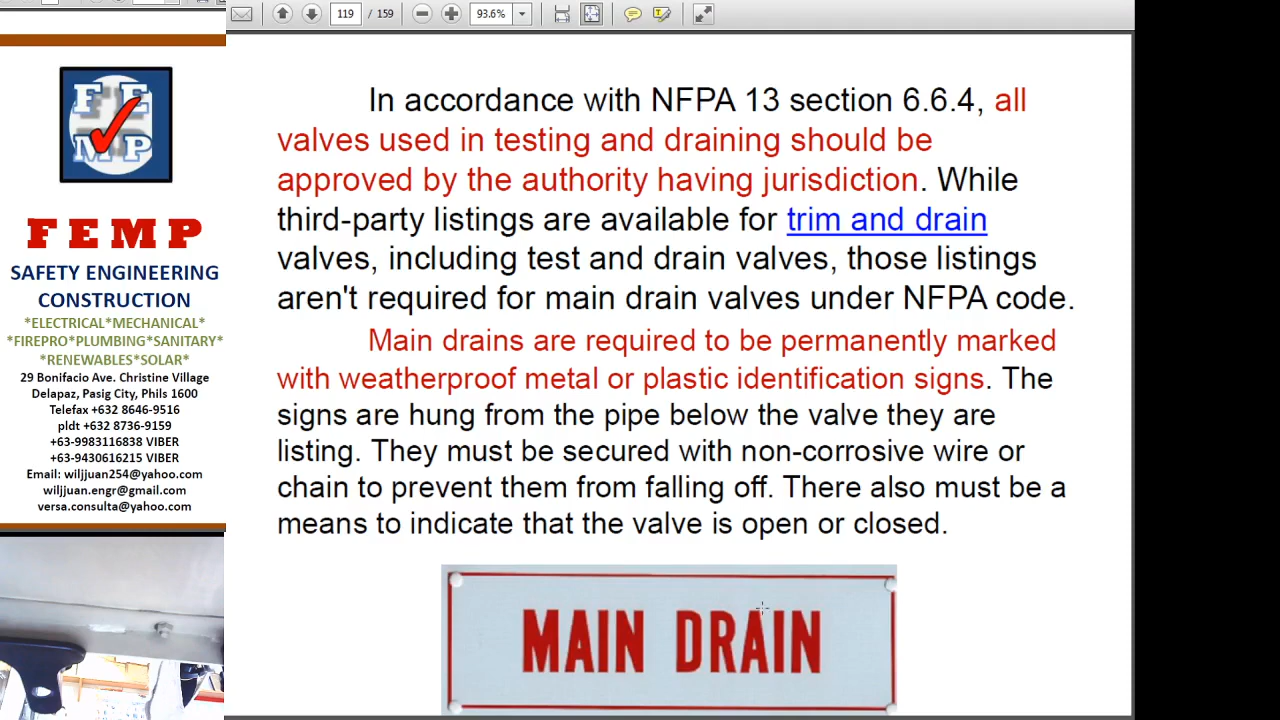 119 / 159
93.6%
FE
MP
FEMP
SAFETY ENGINEERING
CONSTRUCTION
*ELECTRICAL*MECHANICAL*
*FIREPRO*PLUMBING*SANITARY*
*RENEWABLES*SOLAR*
29 Bonifacio Ave. Christine Village
Delapaz, Pasig City, Phils 1600
Telefax +632 8646-9516
pldt +632 8736-9159
+63-9983116838 VIBER
+63-9430616215 VIBER
Email: wiljjuan254@yahoo.com
wiljjuan.engr@gmail.com
versa.consulta@yahoo.com
In accordance with NFPA 13 section 6.6.4, all
valves used in testing and draining should be
approved by the authority having jurisdiction. While
third-party listings are available for trim and drain
valves, including test and drain valves, those listings
aren't required for main drain valves under NFPA code.
Main drains are required to be permanently marked
with weatherproof metal or plastic identification signs. The
signs are hung from the pipe below the valve they are
listing. They must be secured with non-corrosive wire or
chain to prevent them from falling off. There also must be a
means to indicate that the valve is open or closed.
MAIN DRAIN